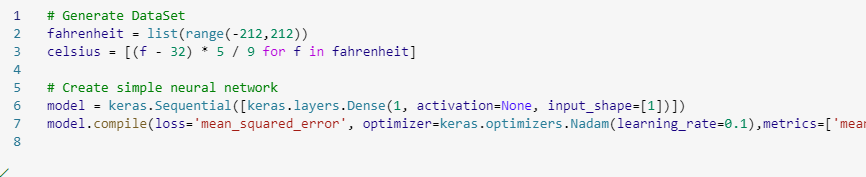 1 # Generate DataSet
2 fahrenheit = list(range(-212,212))
3 celsius = [(f - 32) * 5 / 9 for f in fahrenheit]
4
5 # Create simple neural network
6 model = keras.Sequential([keras.layers.Dense(1, activation=None, input_shape=[1])])
7 model.compile(loss='mean_squared_error', optimizer=keras.optimizers.Nadam(learning_rate=0.1),metrics=['mea
8